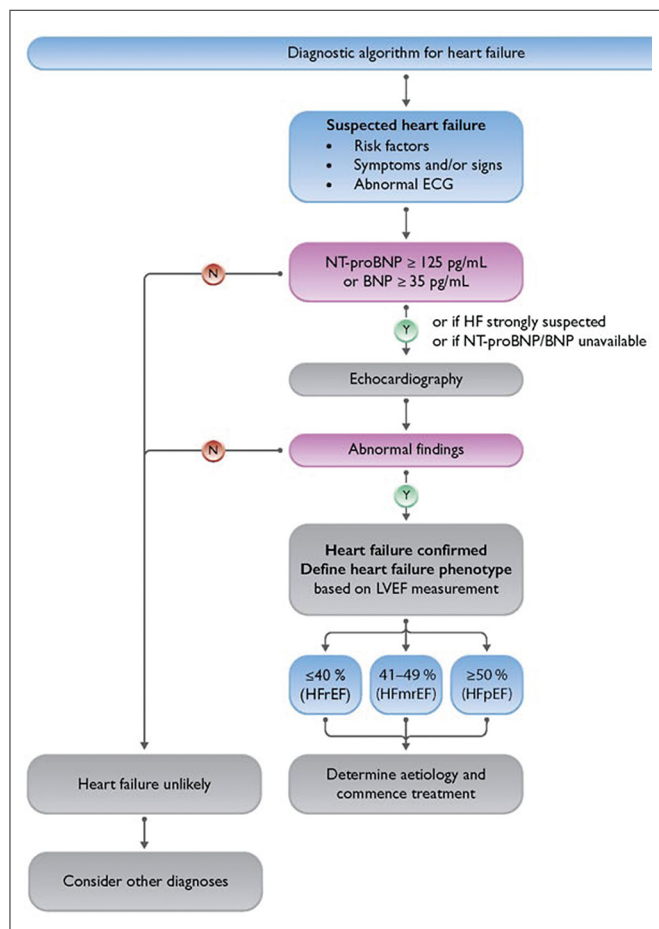 Diagnostic algorithm for heart failure
Suspected heart failure
• Risk factors
• Symptoms and/or signs
• Abnormal ECG
NT-proBNP ≥ 125 pg/mL
or BNP ≥ 35 pg/mL
N
Y
or if HF strongly suspected
or if NT-proBNP/BNP unavailable
Echocardiography
Abnormal findings
N
Y
Heart failure confirmed
Define heart failure phenotype
based on LVEF measurement
≤40 %
(HFrEF)
41–49 %
(HFmrEF)
≥50 %
(HFpEF)
Heart failure unlikely
Determine aetiology and
commence treatment
Consider other diagnoses